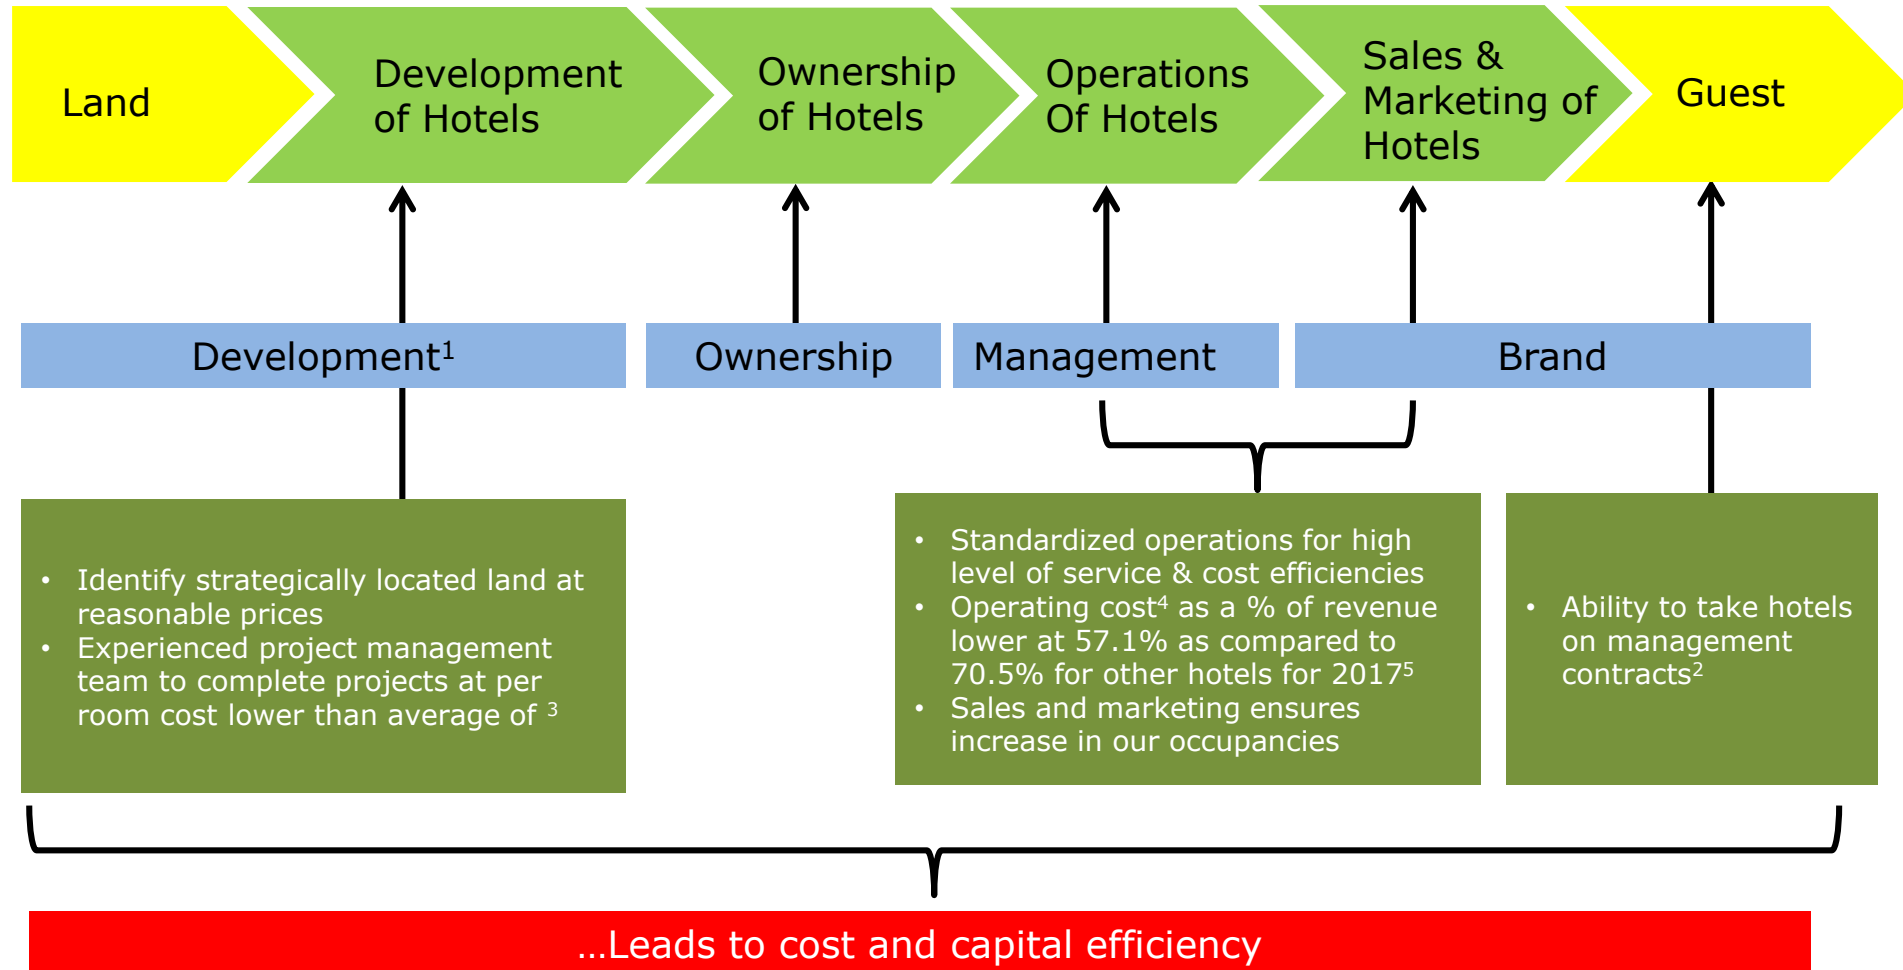 Land
Development
of Hotels
Ownership
of Hotels
Operations
Of Hotels
Sales &
Marketing of
Hotels
Guest
Development¹
Ownership
Management
Brand
• Identify strategically located land at
reasonable prices
• Experienced project management
team to complete projects at per
room cost lower than average of ³
• Standardized operations for high
level of service & cost efficiencies
• Operating cost⁴ as a % of revenue
lower at 57.1% as compared to
70.5% for other hotels for 2017⁵
• Sales and marketing ensures
increase in our occupancies
• Ability to take hotels
on management
contracts²
…Leads to cost and capital efficiency